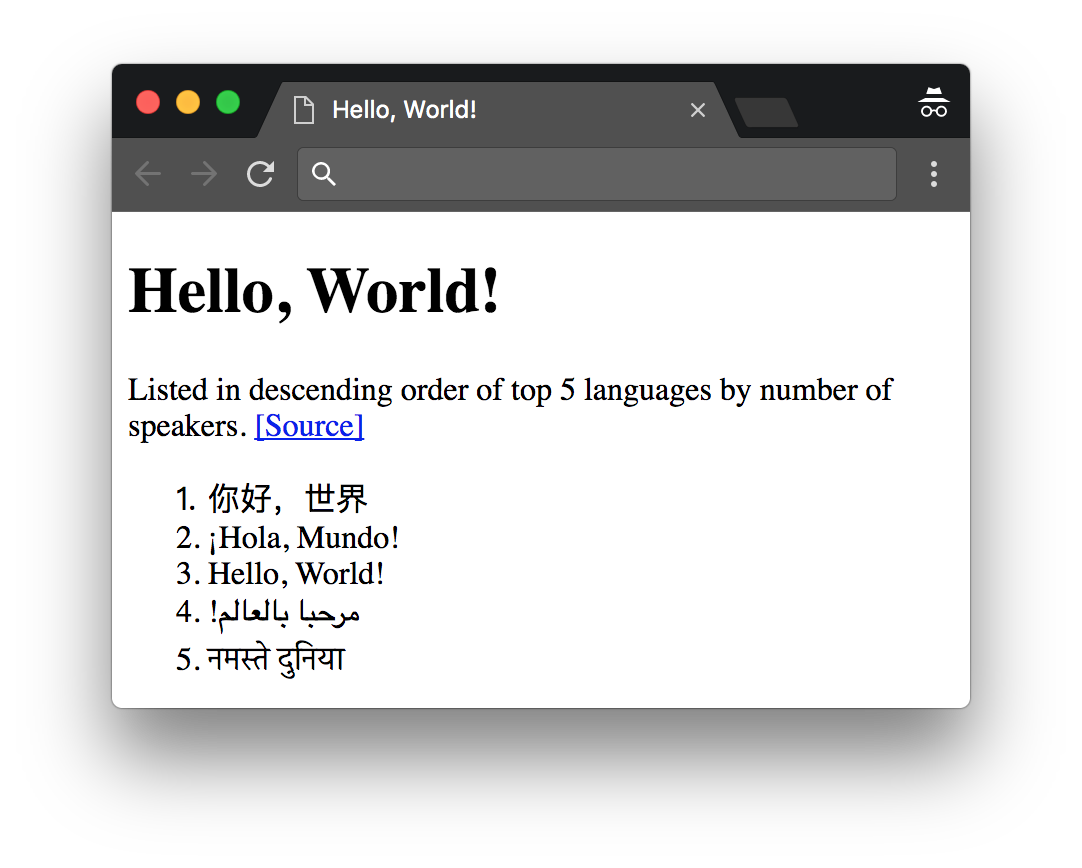 Hello, World!
Hello, World!
Listed in descending order of top 5 languages by number of
speakers. [Source]
1. 你好，世界
2. ¡Hola, Mundo!
3. Hello, World!
4. مرحبا بالعالم!
5. नमस्ते दुनिया